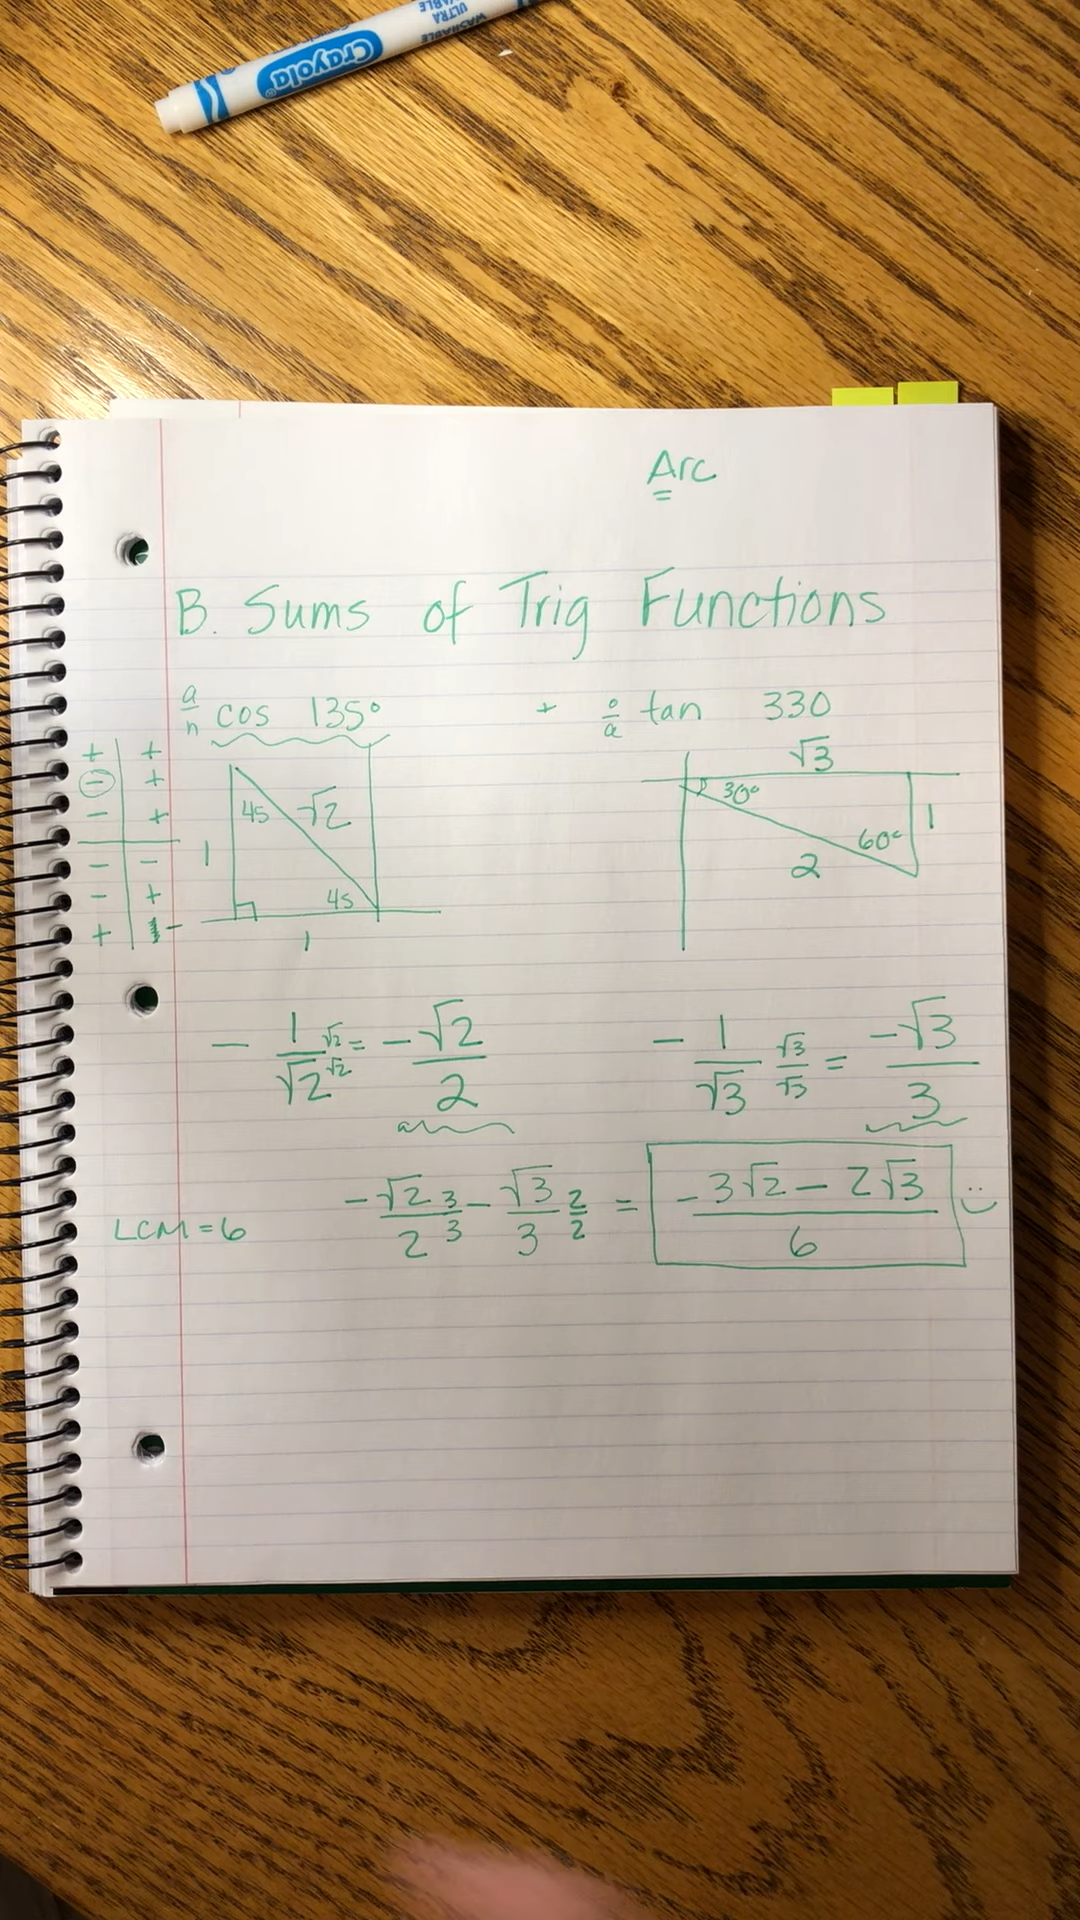 Crayola ULTRA WASHABLE
Arc
B. Sums of Trig Functions
a/h cos 135° + o/a tan 330
+ | +
- | +
- | +
- | -
- | +
+ | -
45 √2
1
45
1
√3
30°
1
60°
2
- 1/√2 √2/√2 = -√2/2
- 1/√3 √3/√3 = -√3/3
LCM = 6
-√2/2 3/3 - √3/3 2/2 = -3√2 - 2√3/6